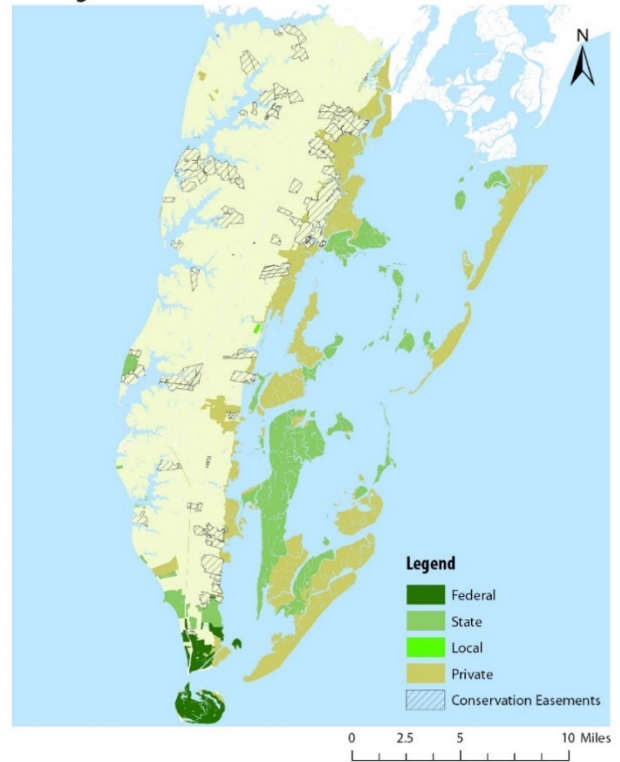 N
Legend
Federal
State
Local
Private
Conservation Easements
0 2.5 5 10 Miles